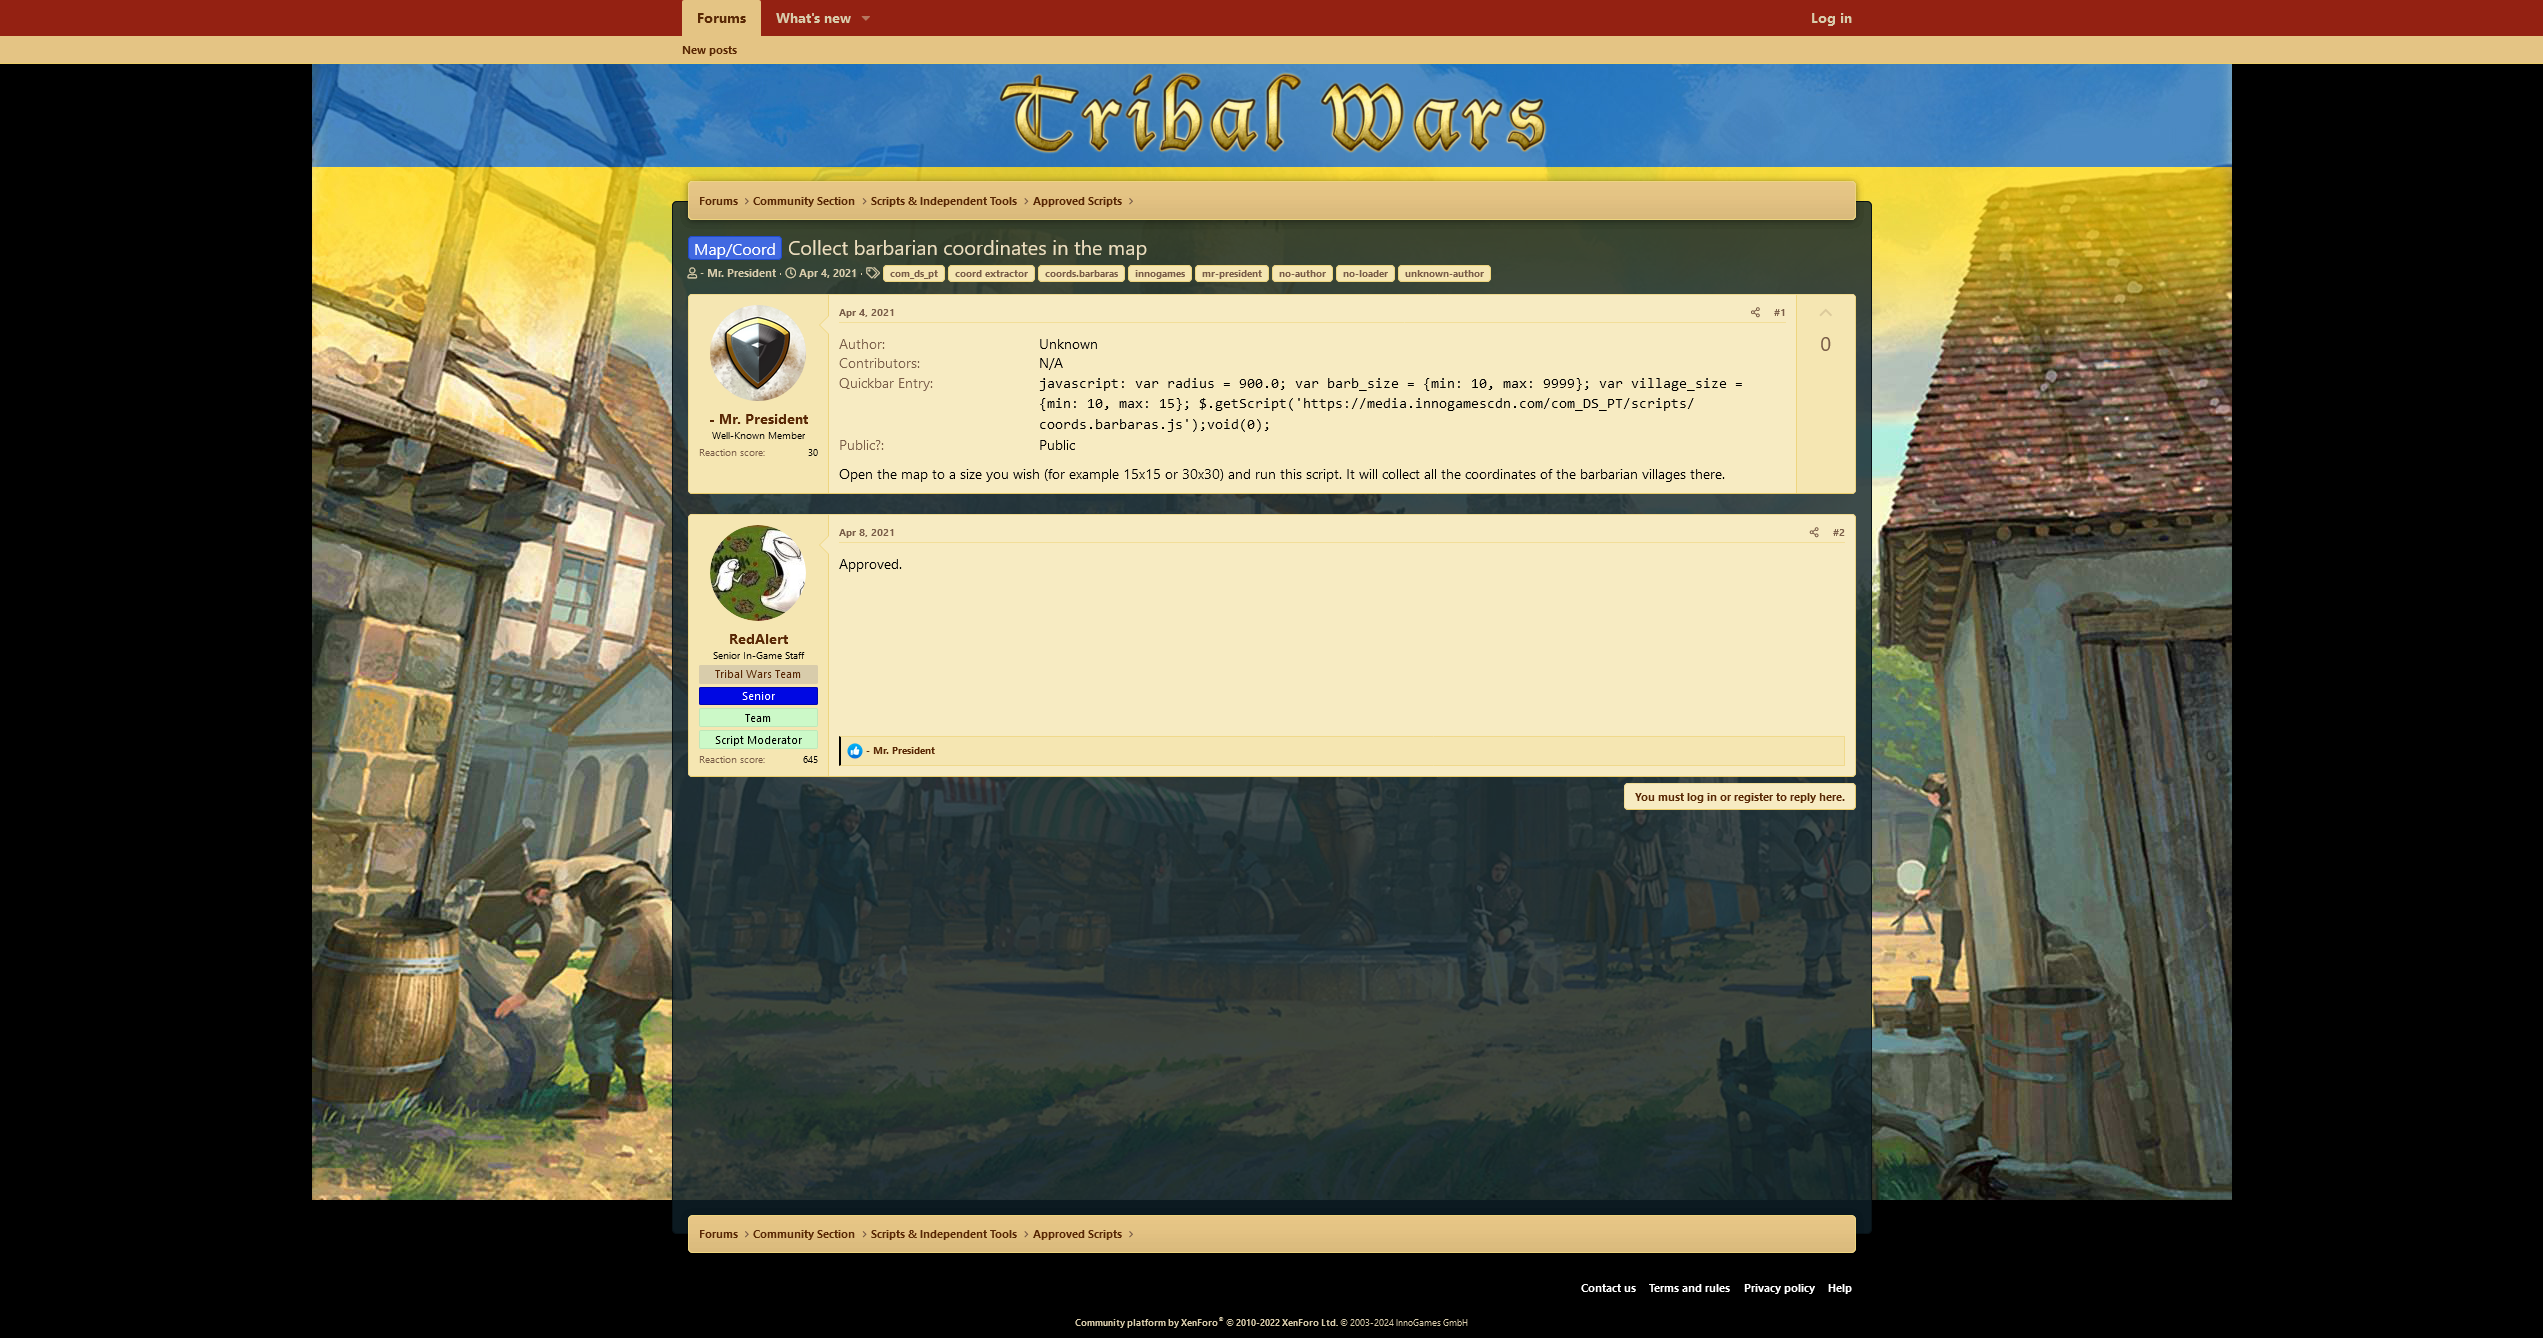 Forums
What's new
Log in
New posts
Tribal Wars
Forums > Community Section > Scripts & Independent Tools > Approved Scripts >
Map/Coord Collect barbarian coordinates in the map
- Mr. President · Apr 4, 2021 · com_ds_pt coord extractor coords.barbaras innogames mr-president no-author no-loader unknown-author
- Mr. President
Well-Known Member
Reaction score: 30
Apr 4, 2021 #1
0
Author: Unknown
Contributors: N/A
Quickbar Entry: javascript: var radius = 900.0; var barb_size = {min: 10, max: 9999}; var village_size =
{min: 10, max: 15}; $.getScript('https://media.innogamescdn.com/com_DS_PT/scripts/
coords.barbaras.js');void(0);
Public?: Public
Open the map to a size you wish (for example 15x15 or 30x30) and run this script. It will collect all the coordinates of the barbarian villages there.
RedAlert
Senior In-Game Staff
Tribal Wars Team
Senior
Team
Script Moderator
Reaction score: 645
Apr 8, 2021 #2
Approved.
- Mr. President
You must log in or register to reply here.
Forums > Community Section > Scripts & Independent Tools > Approved Scripts >
Contact us Terms and rules Privacy policy Help
Community platform by XenForo® © 2010-2022 XenForo Ltd. © 2003-2024 InnoGames GmbH